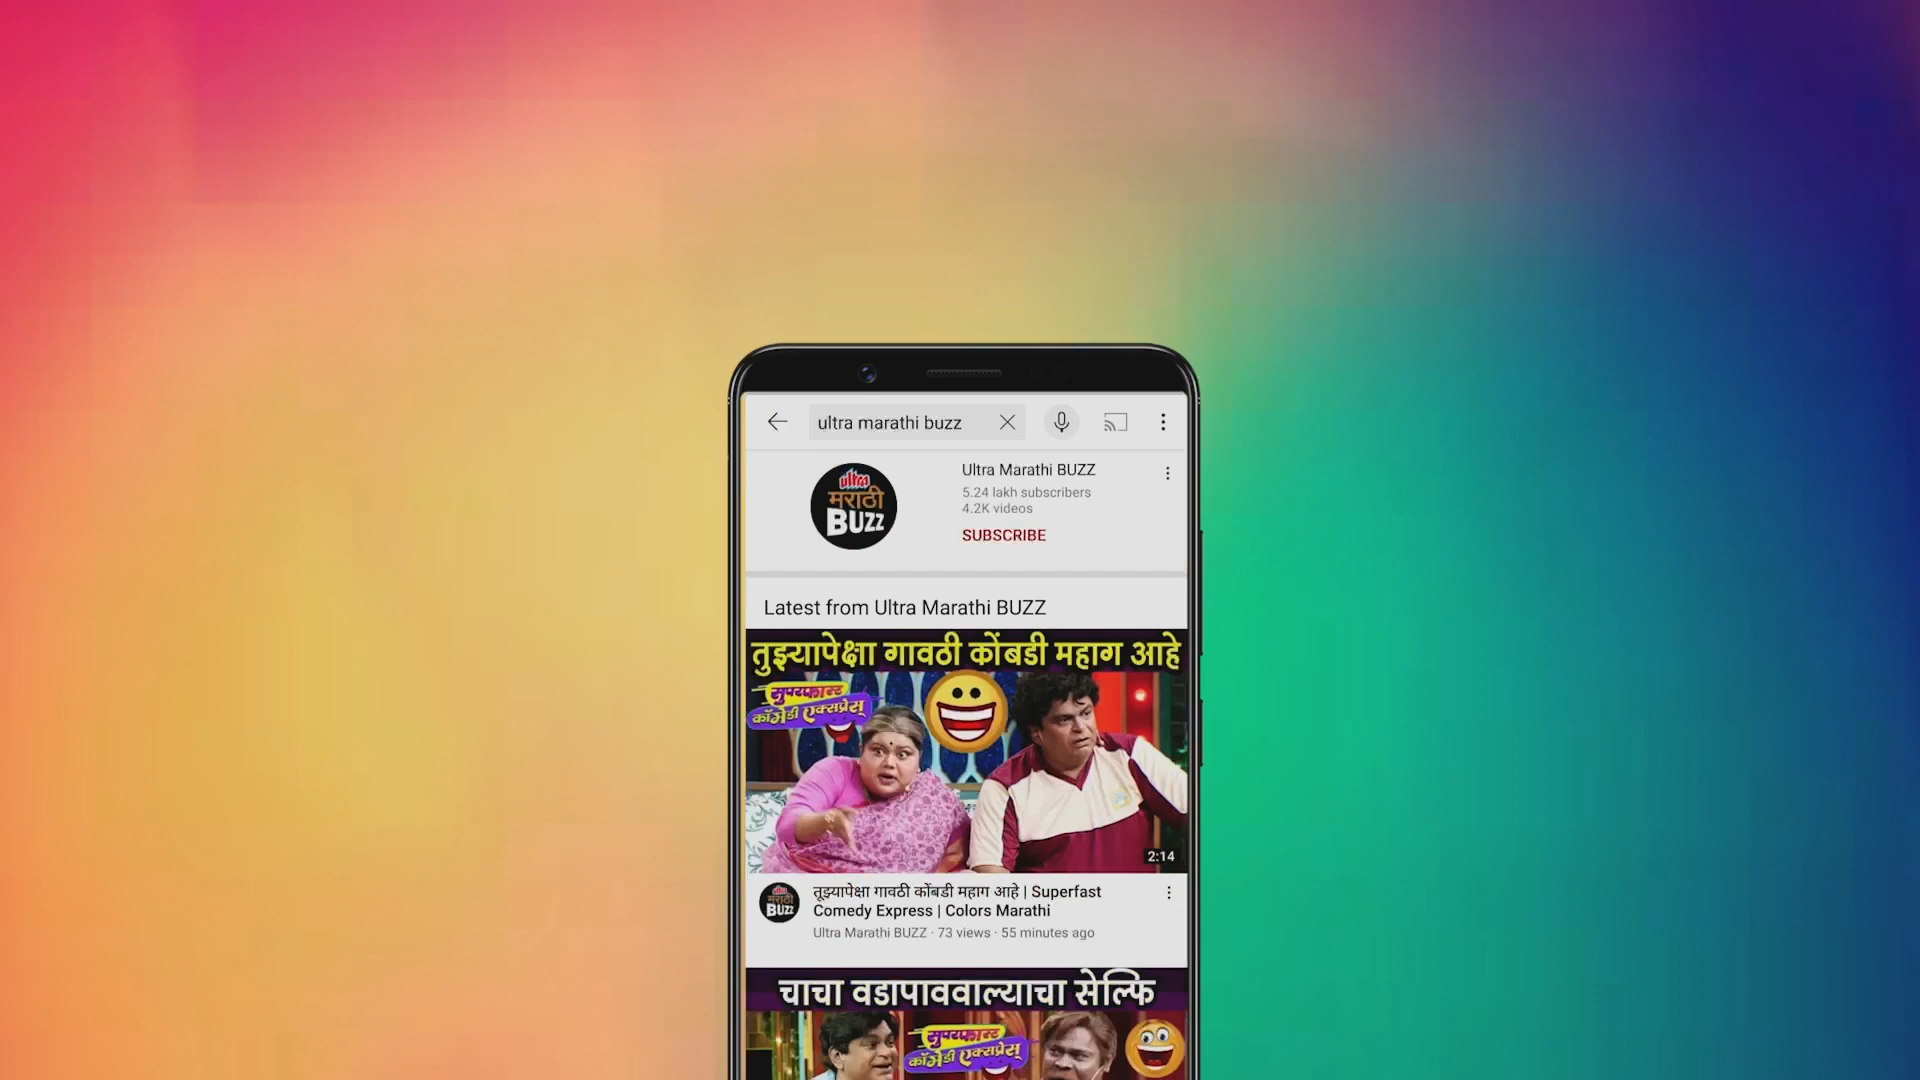 ultra marathi buzz
ultra
मराठी
BUZZ
Ultra Marathi BUZZ
5.24 lakh subscribers
4.2K videos
SUBSCRIBE
Latest from Ultra Marathi BUZZ
तुझ्यापेक्षा गावठी कोंबडी महाग आहे
सुपरफास्ट
कॉमेडी एक्सप्रेस्
2:14
ultra
मराठी
BUZZ
तूझ्यापेक्षा गावठी कोंबडी महाग आहे | Superfast
Comedy Express | Colors Marathi
Ultra Marathi BUZZ · 73 views · 55 minutes ago
चाचा वडापाववाल्याचा सेल्फि
सुपरफास्ट
कॉमेडी एक्सप्रेस्